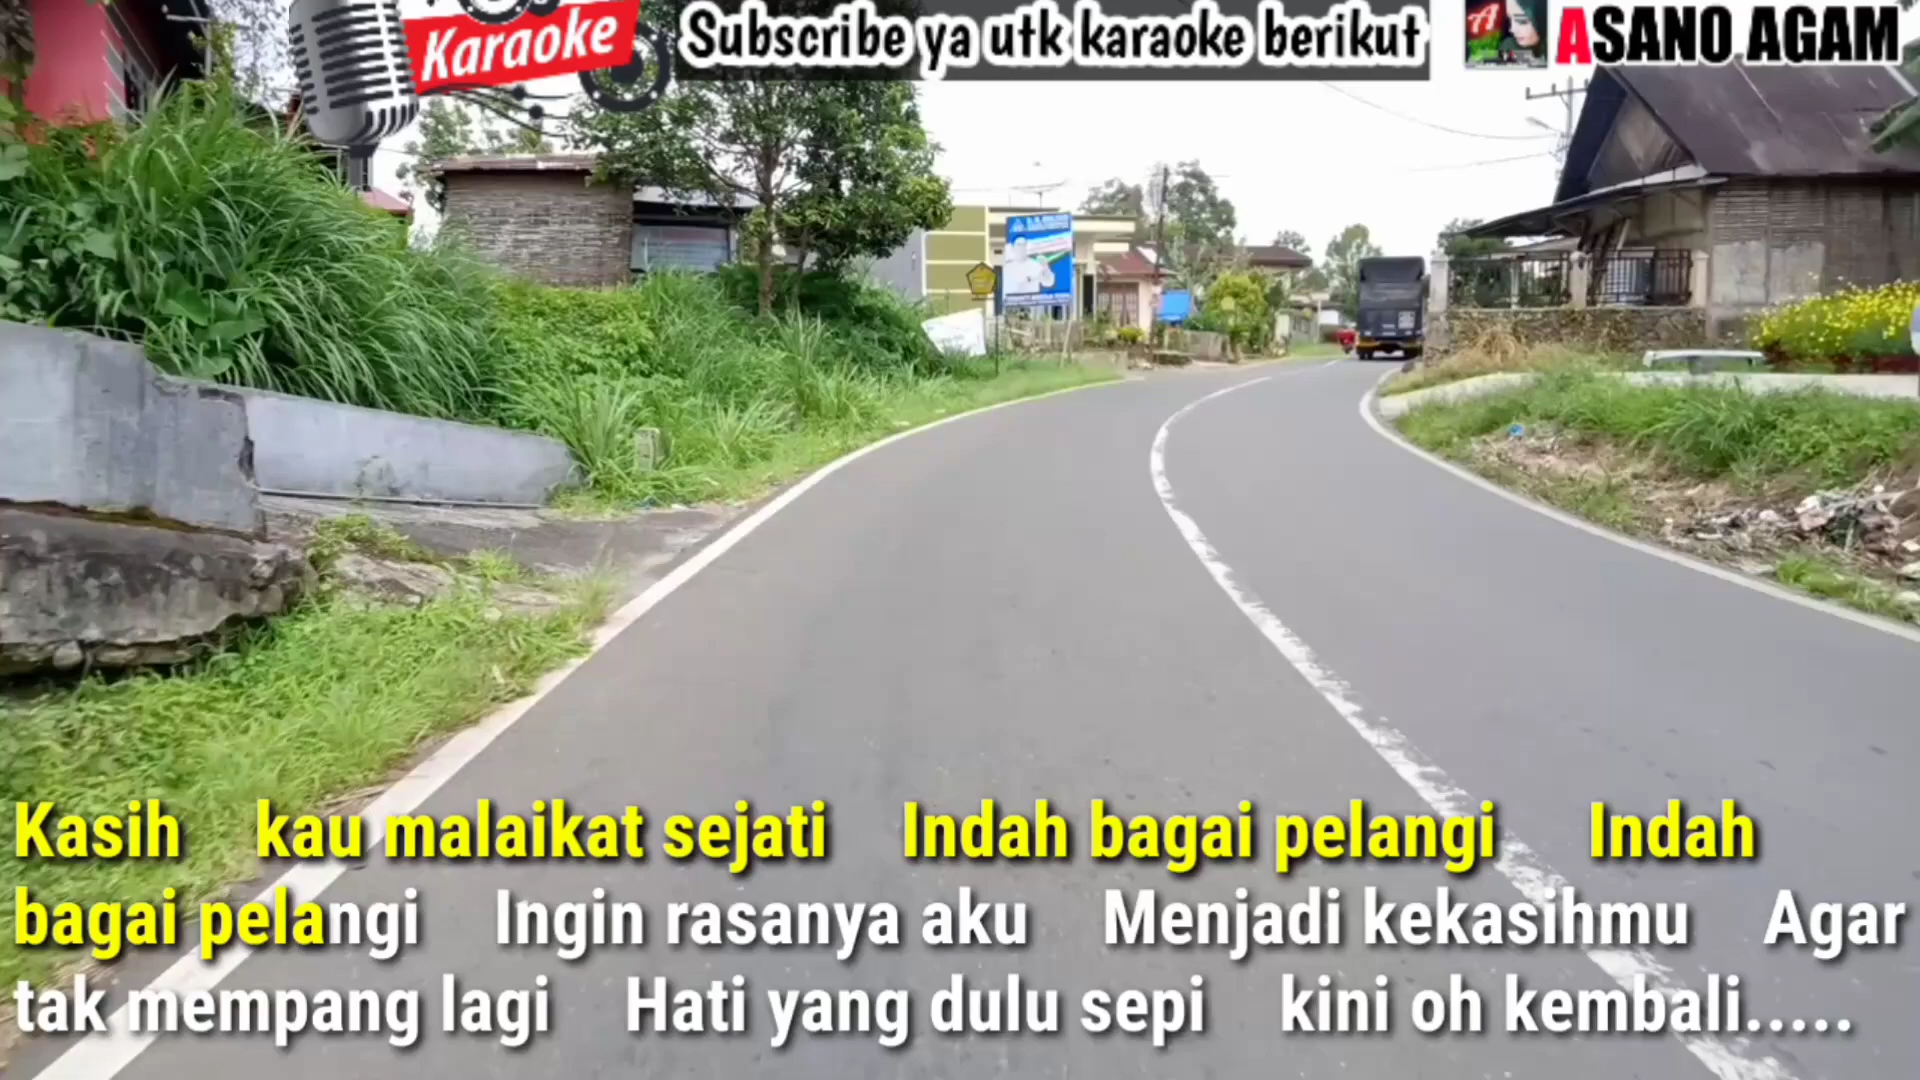 Karaoke
Subscribe ya utk karaoke berikut
ASANO AGAM
Kasih kau malaikat sejati Indah bagai pelangi Indah
bagai pelangi Ingin rasanya aku Menjadi kekasihmu Agar
tak mempang lagi Hati yang dulu sepi kini oh kembali.....